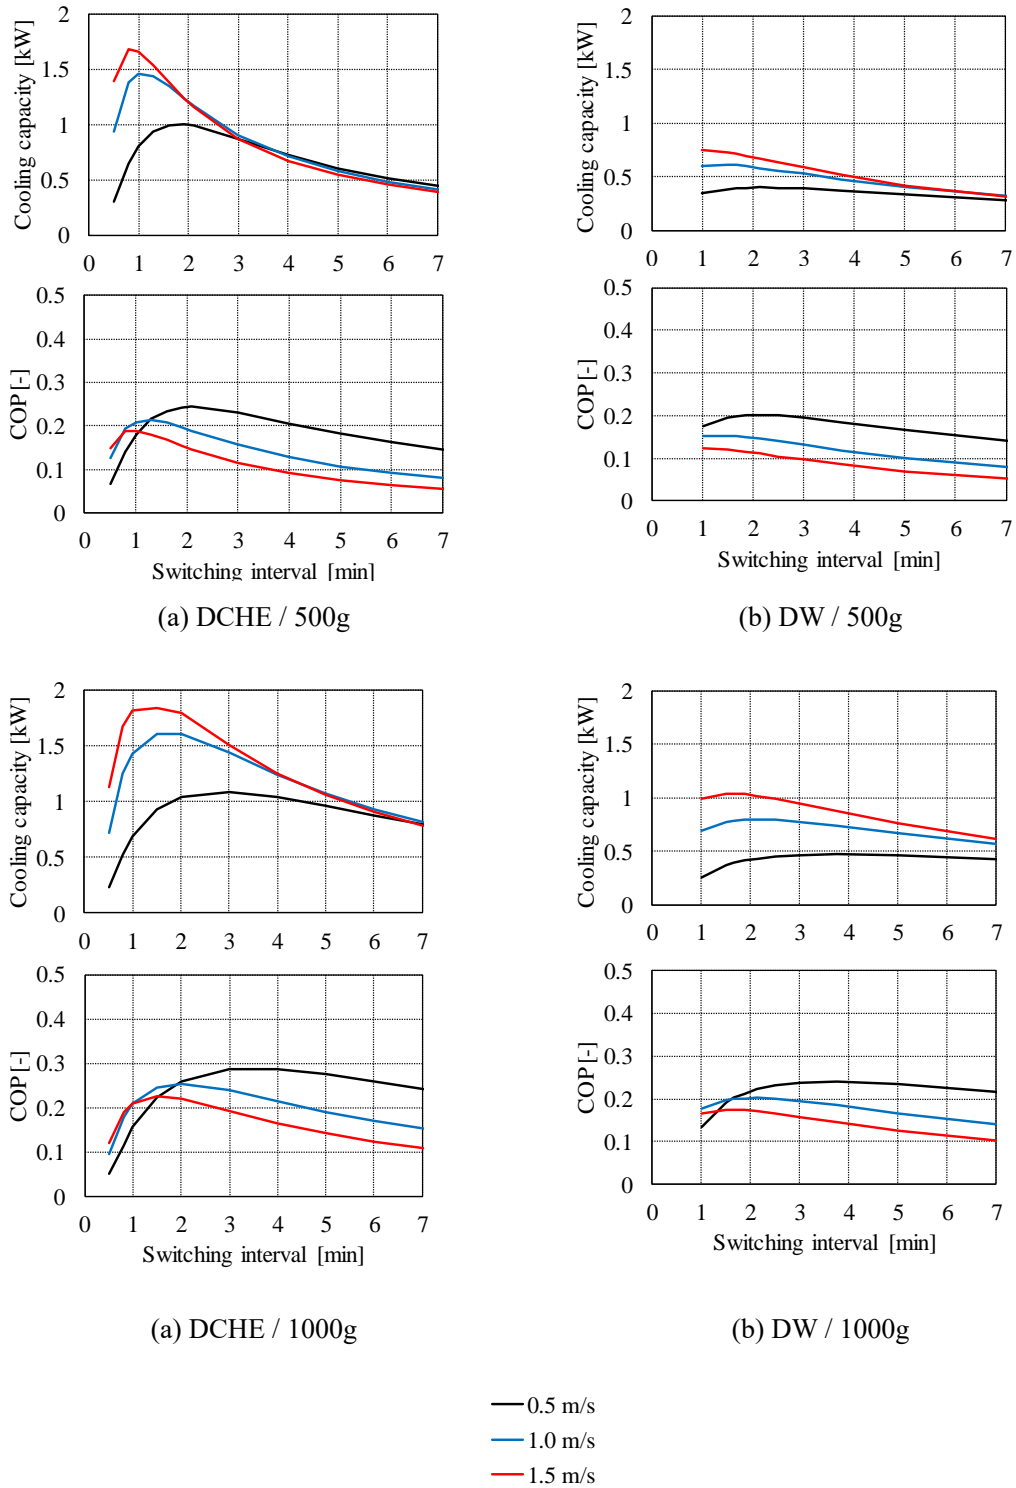 Cooling capacity [kW]
2
1.5
1
0.5
0
0 1 2 3 4 5 6 7
COP [-]
0.5
0.4
0.3
0.2
0.1
0
0 1 2 3 4 5 6 7
Switching interval [min]
(a) DCHE / 500g
Cooling capacity [kW]
2
1.5
1
0.5
0
0 1 2 3 4 5 6 7
COP [-]
0.5
0.4
0.3
0.2
0.1
0
0 1 2 3 4 5 6 7
Switching interval [min]
(b) DW / 500g
Cooling capacity [kW]
2
1.5
1
0.5
0
0 1 2 3 4 5 6 7
COP [-]
0.5
0.4
0.3
0.2
0.1
0
0 1 2 3 4 5 6 7
Switching interval [min]
(a) DCHE / 1000g
Cooling capacity [kW]
2
1.5
1
0.5
0
0 1 2 3 4 5 6 7
COP [-]
0.5
0.4
0.3
0.2
0.1
0
0 1 2 3 4 5 6 7
Switching interval [min]
(b) DW / 1000g
0.5 m/s
1.0 m/s
1.5 m/s